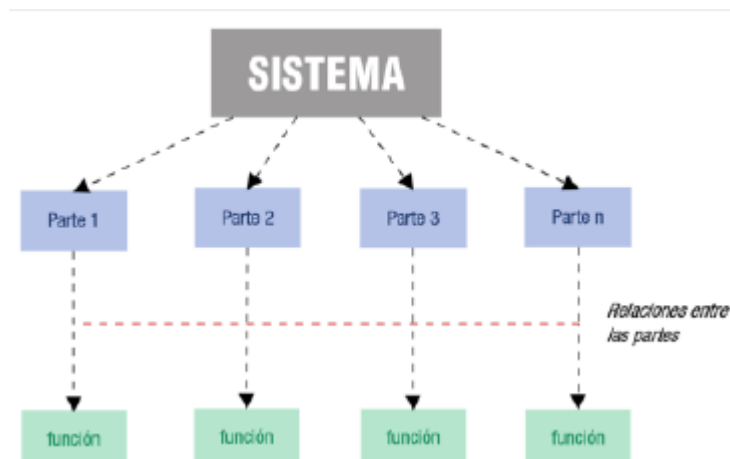 SISTEMA
Parte 1
Parte 2
Parte 3
Parte n
Relaciones entre
las partes
función
función
función
función